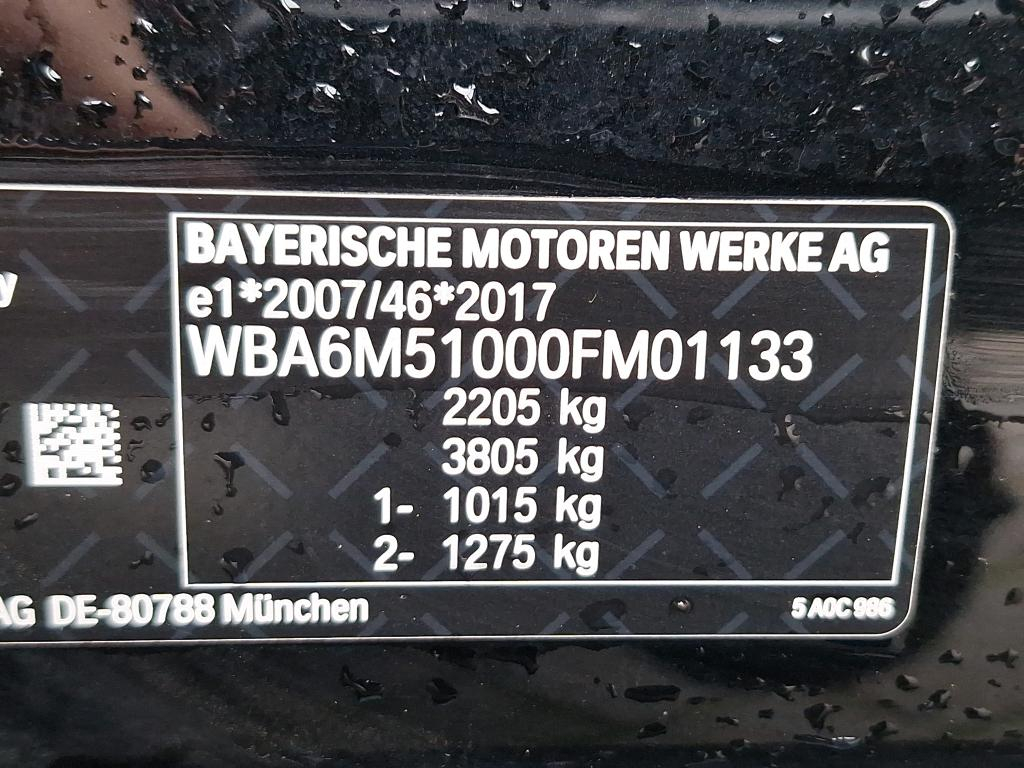 BAYERISCHE MOTOREN WERKE AG
e1*2007/46*2017
WBA6M51000FM01133
2205 kg
3805 kg
1- 1015 kg
2- 1275 kg
AG DE-80788 München
5 A0C 986